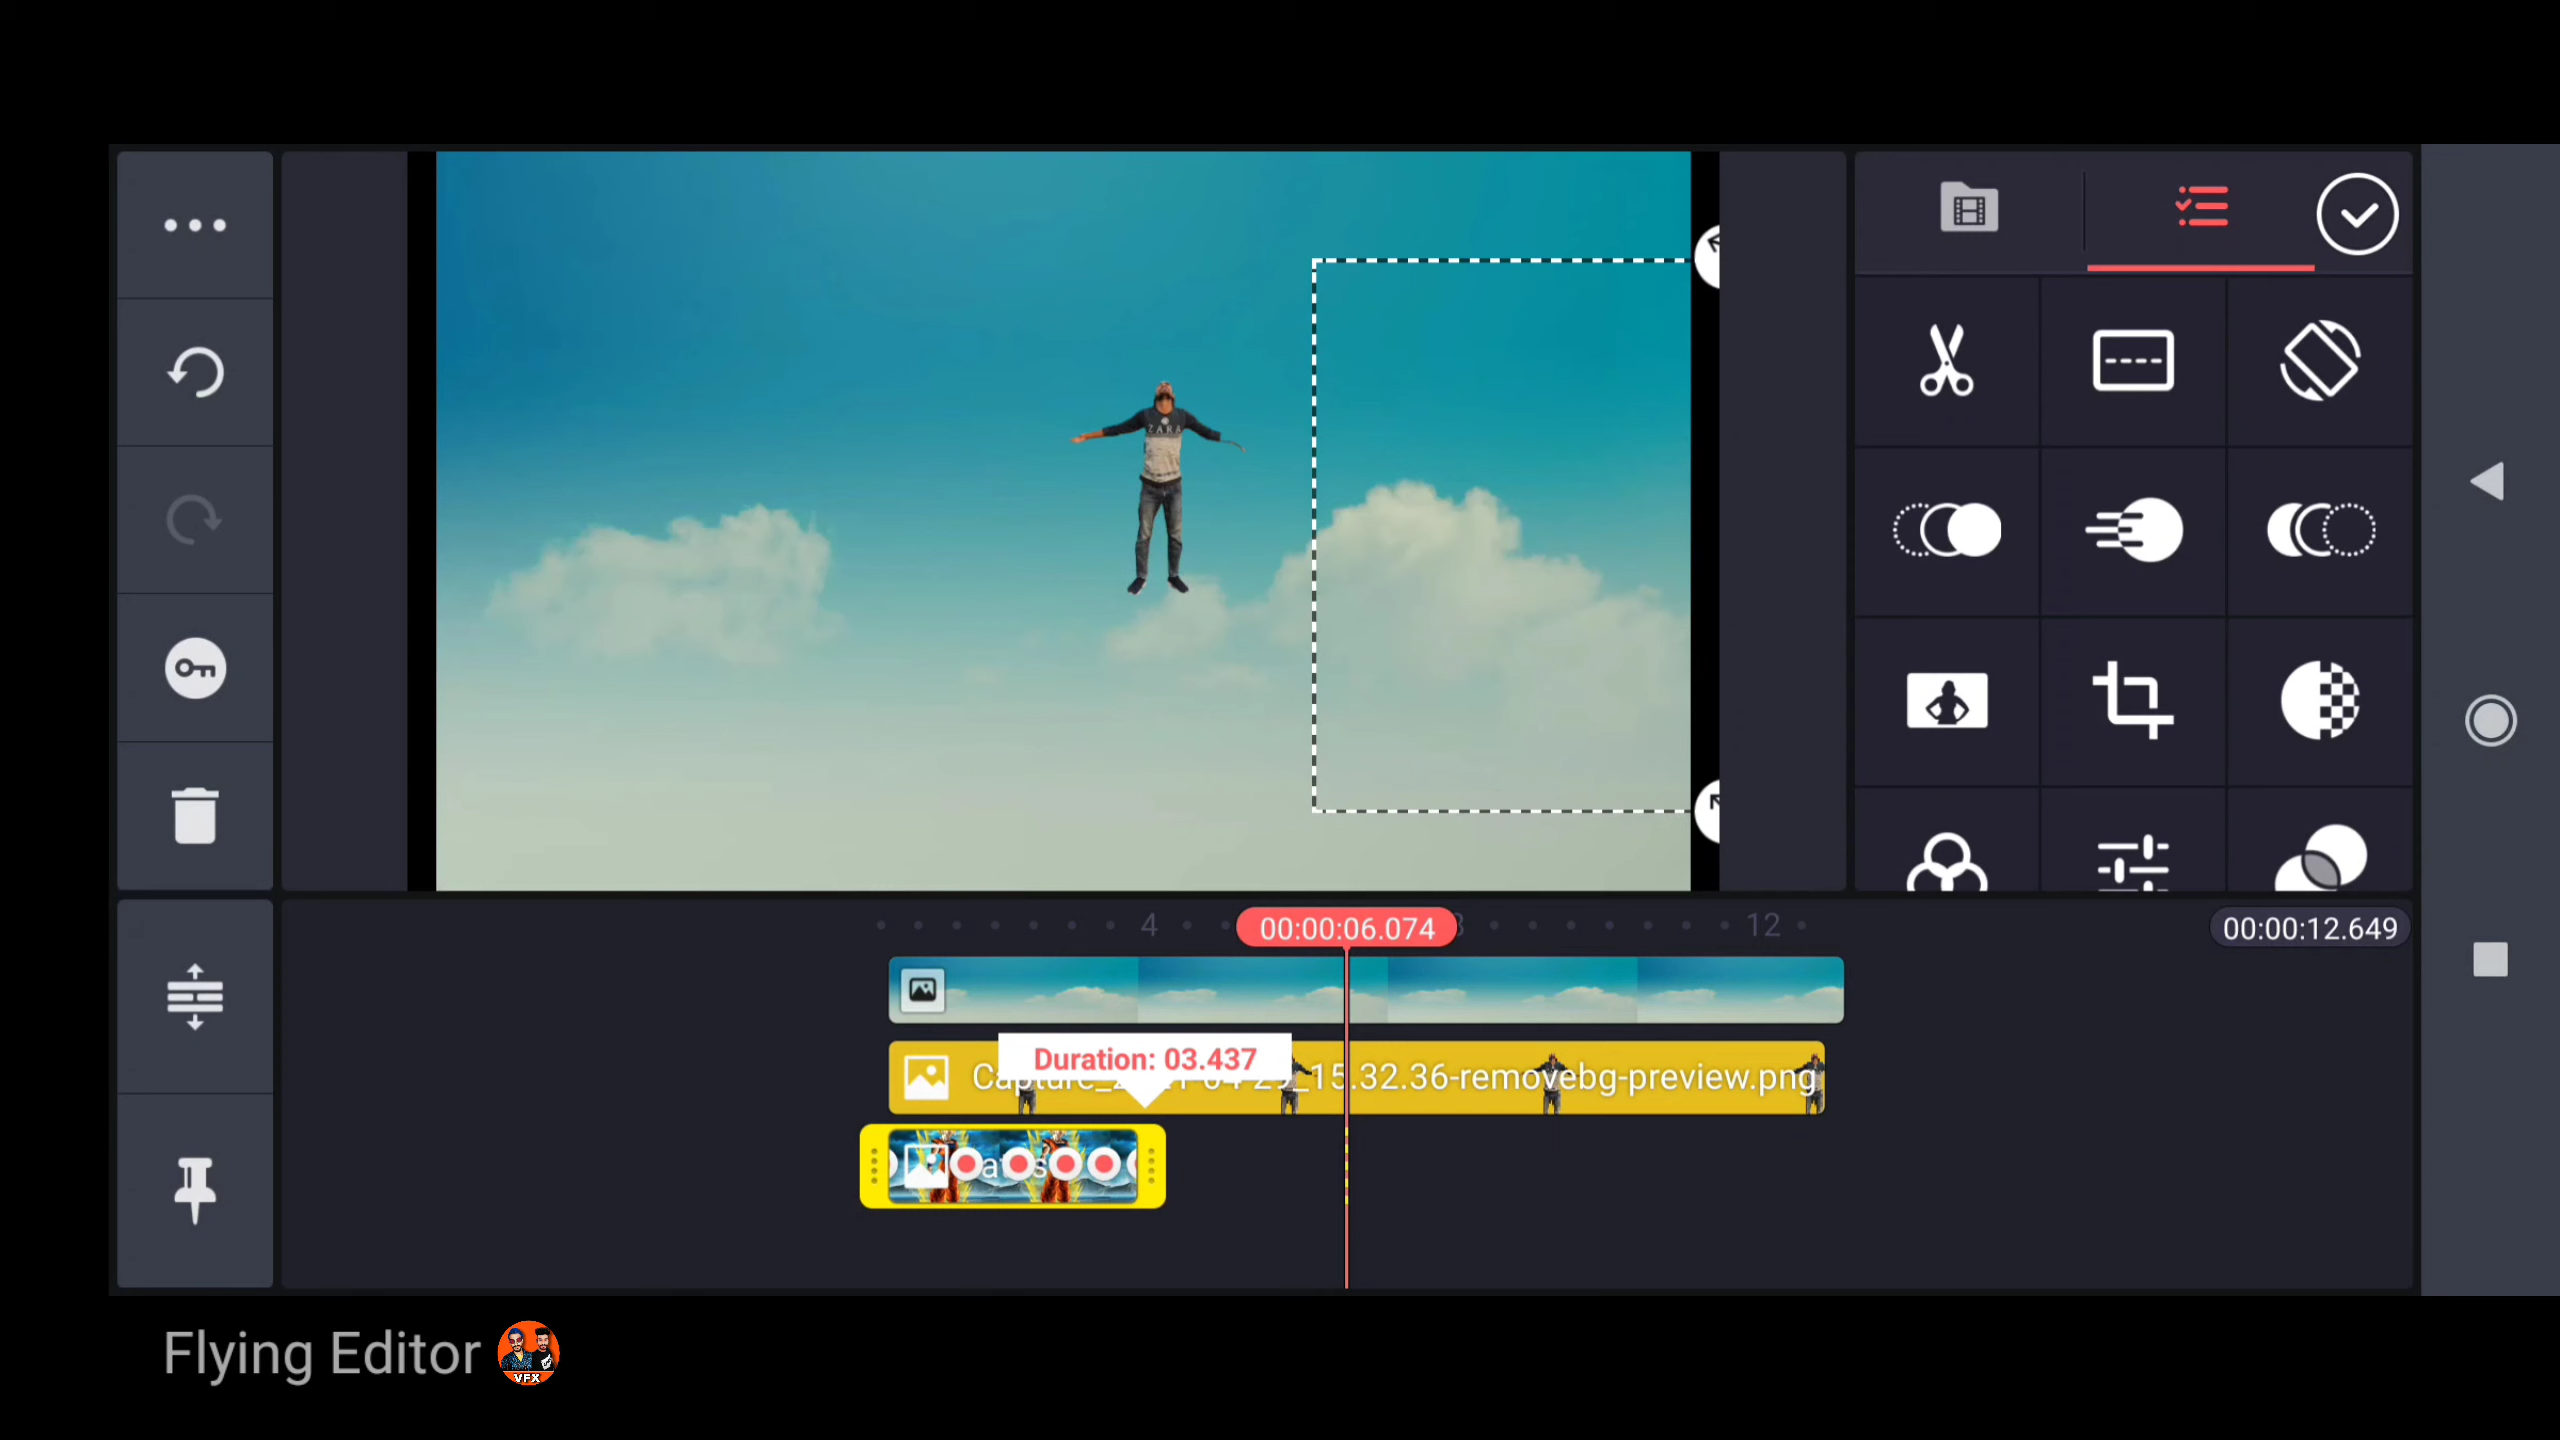 ZARA
4
00:00:06.074
12
00:00:12.649
Duration: 03.437
15.32.36-removebg-preview.png
Flying Editor
VFX